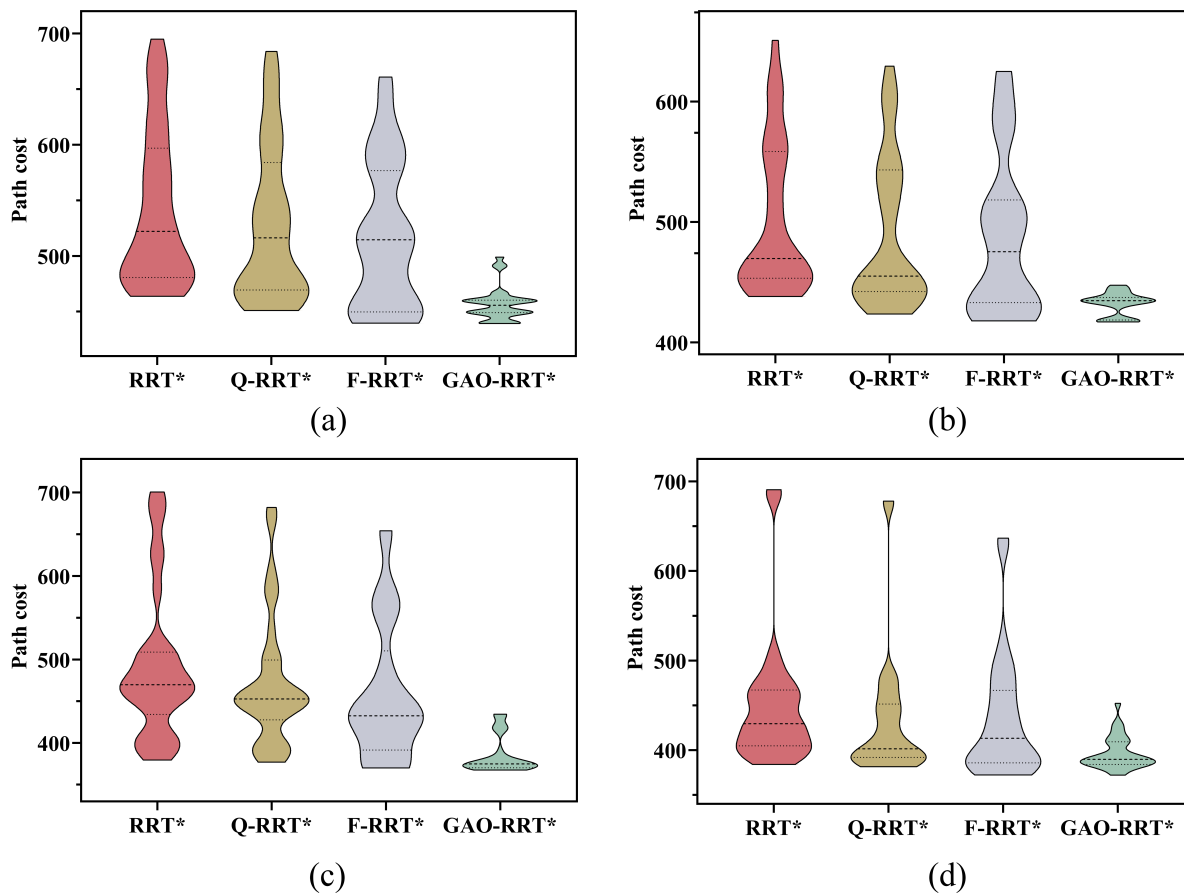 700
600
500
Path cost
RRT* Q-RRT* F-RRT* GAO-RRT*
(a)
600
500
400
Path cost
RRT* Q-RRT* F-RRT* GAO-RRT*
(b)
700
600
500
400
Path cost
RRT* Q-RRT* F-RRT* GAO-RRT*
(c)
700
600
500
400
Path cost
RRT* Q-RRT* F-RRT* GAO-RRT*
(d)